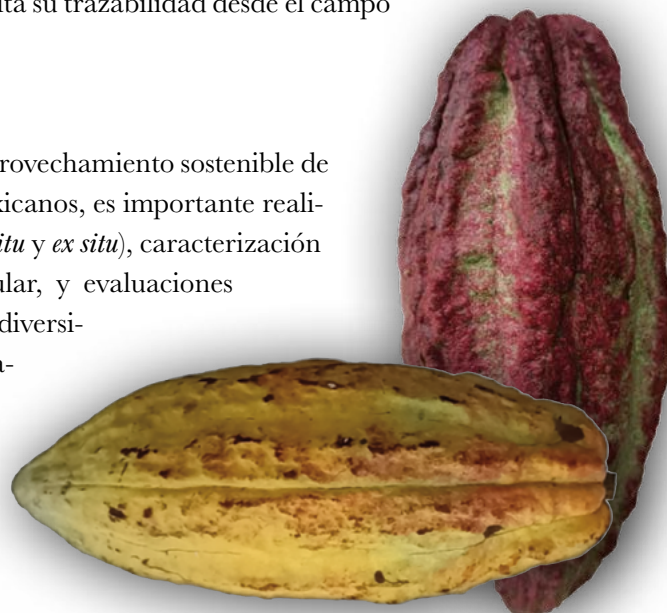 su trazabilidad desde el campo
rovechamiento sostenible de
xicanos, es importante reali-
itu y ex situ), caracterización
ular, y evaluaciones
diversi-
a-